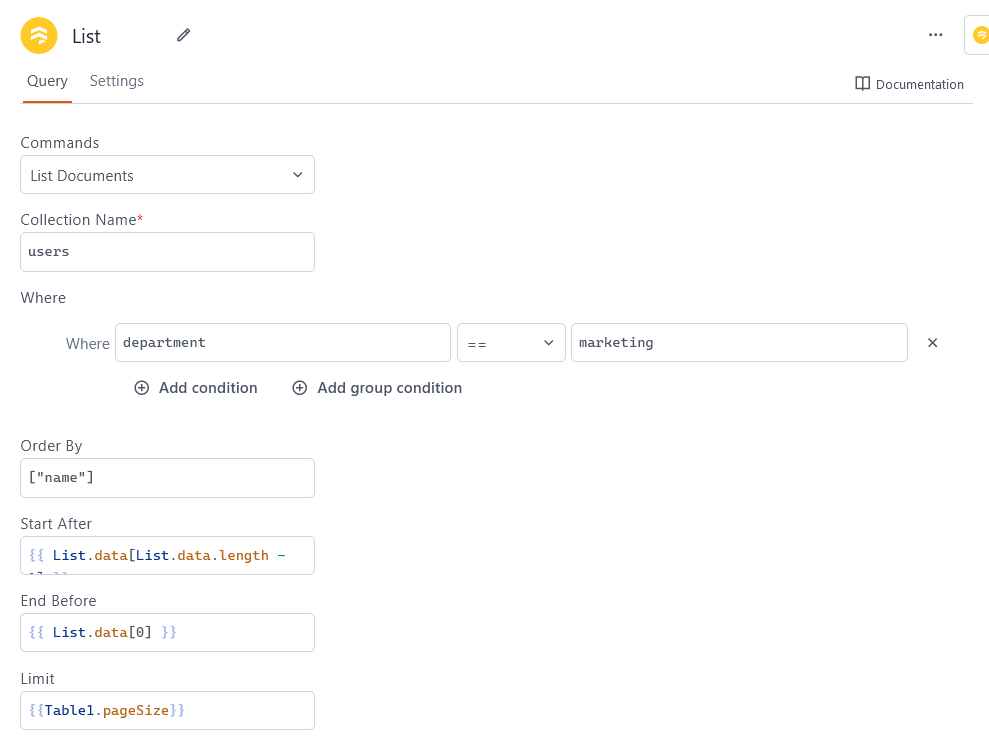 List
Query Settings
Documentation
Commands
List Documents
Collection Name*
users
Where
Where department == marketing
Add condition Add group condition
Order By
["name"]
Start After
{{ List.data[List.data.length -
End Before
{{ List.data[0] }}
Limit
{{Table1.pageSize}}